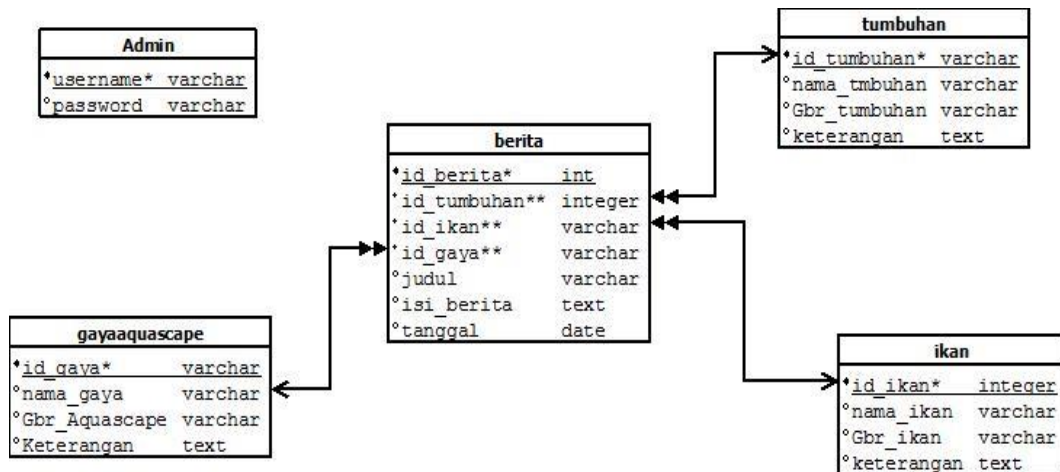 Admin
*username* varchar
°password varchar
tumbuhan
*id_tumbuhan* varchar
°nama_tmbuhan varchar
°Gbr_tumbuhan varchar
°keterangan text
berita
*id_berita* int
*id_tumbuhan** integer
*id_ikan** varchar
*id_gaya** varchar
°judul varchar
°isi_berita text
°tanggal date
gayaaquascape
*id_gaya* varchar
°nama_gaya varchar
°Gbr_Aquascape varchar
°Keterangan text
ikan
*id_ikan* integer
°nama_ikan varchar
°Gbr_ikan varchar
°keterangan text